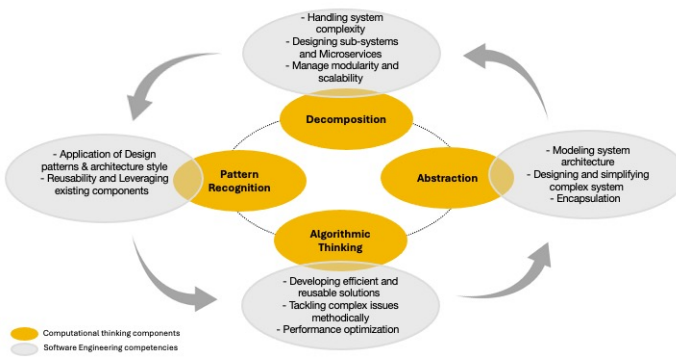 - Handling system
complexity
- Designing sub-systems
and Microservices
- Manage modularity and
scalability
Decomposition
- Application of Design
patterns & architecture style
- Reusability and Leveraging
existing components
Pattern
Recognition
Abstraction
- Modeling system
architecture
- Designing and simplifying
complex system
- Encapsulation
Algorithmic
Thinking
- Developing efficient and
reusable solutions
- Tackling complex issues
methodically
- Performance optimization
Computational thinking components
Software Engineering competencies